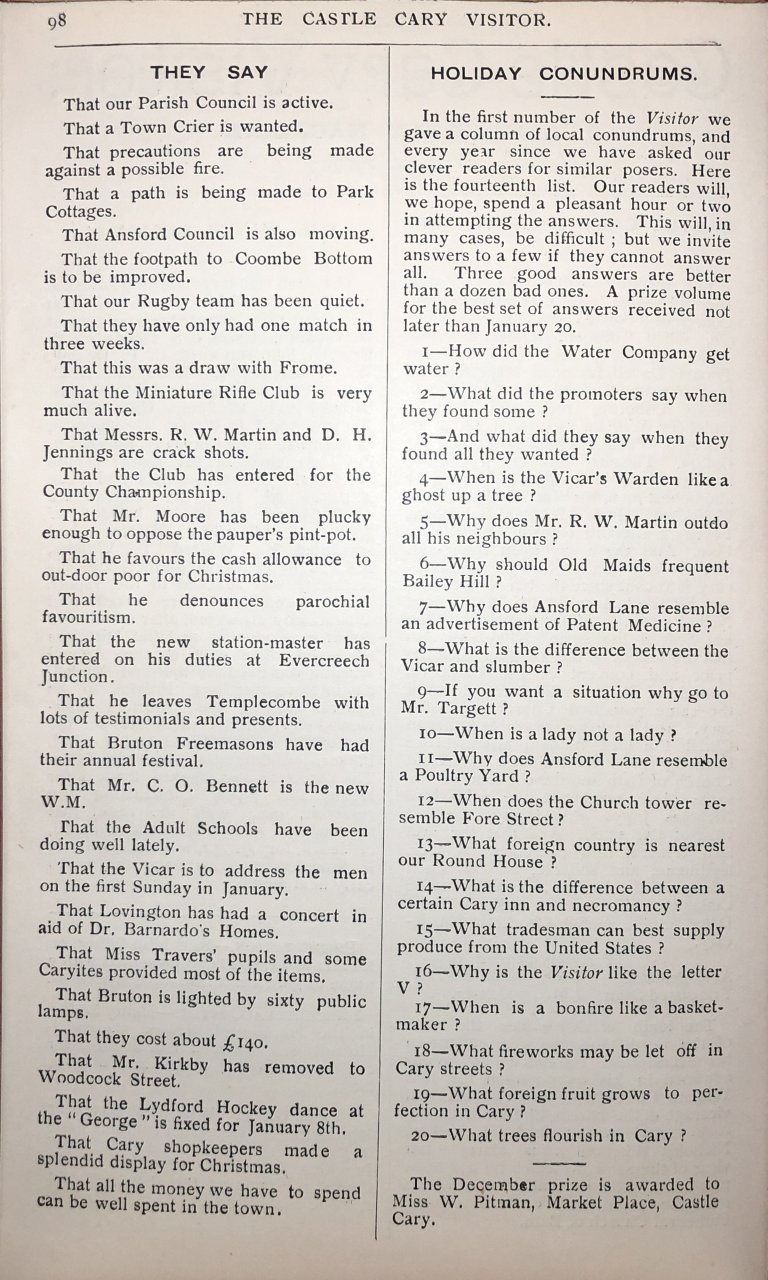 98
THE CASTLE CARY VISITOR.
THEY SAY
That our Parish Council is active.
That a Town Crier is wanted.
That precautions are being made
against a possible fire.
That a path is being made to Park
Cottages.
That Ansford Council is also moving.
That the footpath to Coombe Bottom
is to be improved.
That our Rugby team has been quiet.
That they have only had one match in
three weeks.
That this was a draw with Frome.
That the Miniature Rifle Club is very
much alive.
That Messrs. R. W. Martin and D. H.
Jennings are crack shots.
That the Club has entered for the
County Championship.
That Mr. Moore has been plucky
enough to oppose the pauper's pint-pot.
That he favours the cash allowance to
out-door poor for Christmas.
That he denounces parochial
favouritism.
That the new station-master has
entered on his duties at Evercreech
Junction.
That he leaves Templecombe with
lots of testimonials and presents.
That Bruton Freemasons have had
their annual festival.
That Mr. C. O. Bennett is the new
W.M.
That the Adult Schools have been
doing well lately.
That the Vicar is to address the men
on the first Sunday in January.
That Lovington has had a concert in
aid of Dr. Barnardo's Homes.
That Miss Travers' pupils and some
Caryites provided most of the items.
That Bruton is lighted by sixty public
lamps.
That they cost about £140.
That Mr. Kirkby has removed to
Woodcock Street.
That the Lydford Hockey dance at
the "George" is fixed for January 8th.
That Cary shopkeepers made a
splendid display for Christmas.
That all the money we have to spend
can be well spent in the town.
HOLIDAY CONUNDRUMS.
In the first number of the Visitor we
gave a column of local conundrums, and
every year since we have asked our
clever readers for similar posers. Here
is the fourteenth list. Our readers will,
we hope, spend a pleasant hour or two
in attempting the answers. This will, in
many cases, be difficult ; but we invite
answers to a few if they cannot answer
all. Three good answers are better
than a dozen bad ones. A prize volume
for the best set of answers received not
later than January 20.
1—How did the Water Company get
water ?
2—What did the promoters say when
they found some ?
3—And what did they say when they
found all they wanted ?
4—When is the Vicar's Warden like a
ghost up a tree ?
5—Why does Mr. R. W. Martin outdo
all his neighbours ?
6—Why should Old Maids frequent
Bailey Hill ?
7—Why does Ansford Lane resemble
an advertisement of Patent Medicine ?
8—What is the difference between the
Vicar and slumber ?
9—If you want a situation why go to
Mr. Targett ?
10—When is a lady not a lady ?
11—Why does Ansford Lane resemble
a Poultry Yard ?
12—When does the Church tower re-
semble Fore Street ?
13—What foreign country is nearest
our Round House ?
14—What is the difference between a
certain Cary inn and necromancy ?
15—What tradesman can best supply
produce from the United States ?
16—Why is the Visitor like the letter
V ?
17—When is a bonfire like a basket-
maker ?
18—What fireworks may be let off in
Cary streets ?
19—What foreign fruit grows to per-
fection in Cary ?
20—What trees flourish in Cary ?
The December prize is awarded to
Miss W. Pitman, Market Place, Castle
Cary.